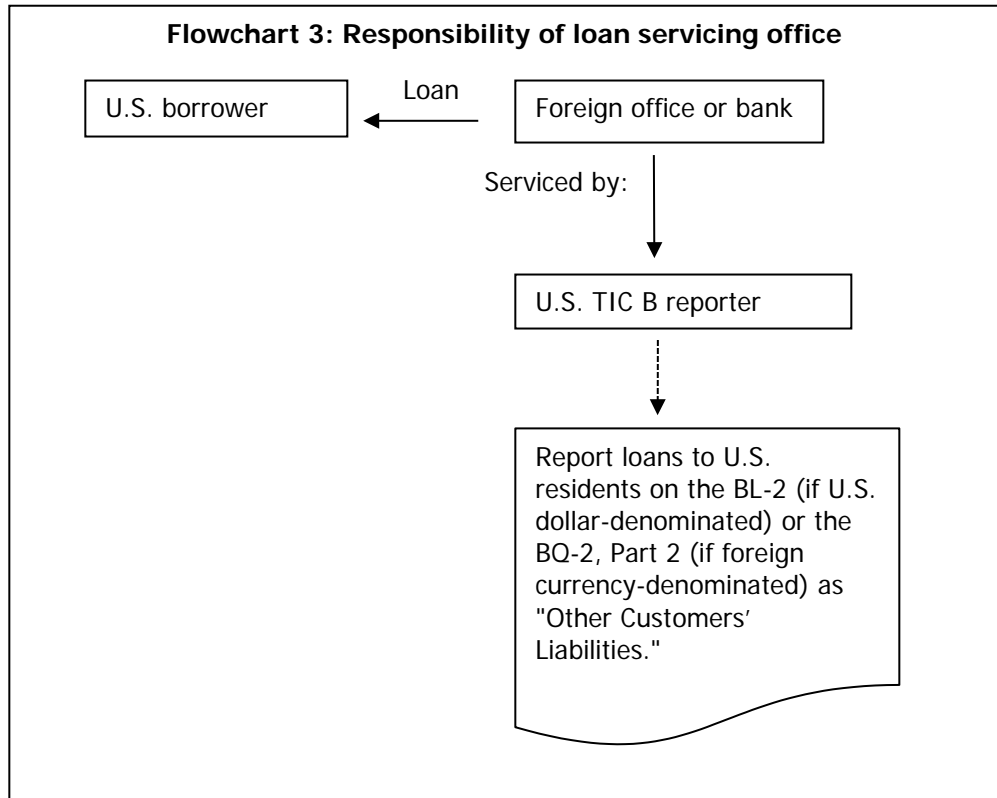 Flowchart 3: Responsibility of loan servicing office
U.S. borrower
Loan
Foreign office or bank
Serviced by:
U.S. TIC B reporter
Report loans to U.S.
residents on the BL-2 (if U.S.
dollar-denominated) or the
BQ-2, Part 2 (if foreign
currency-denominated) as
"Other Customers’
Liabilities."